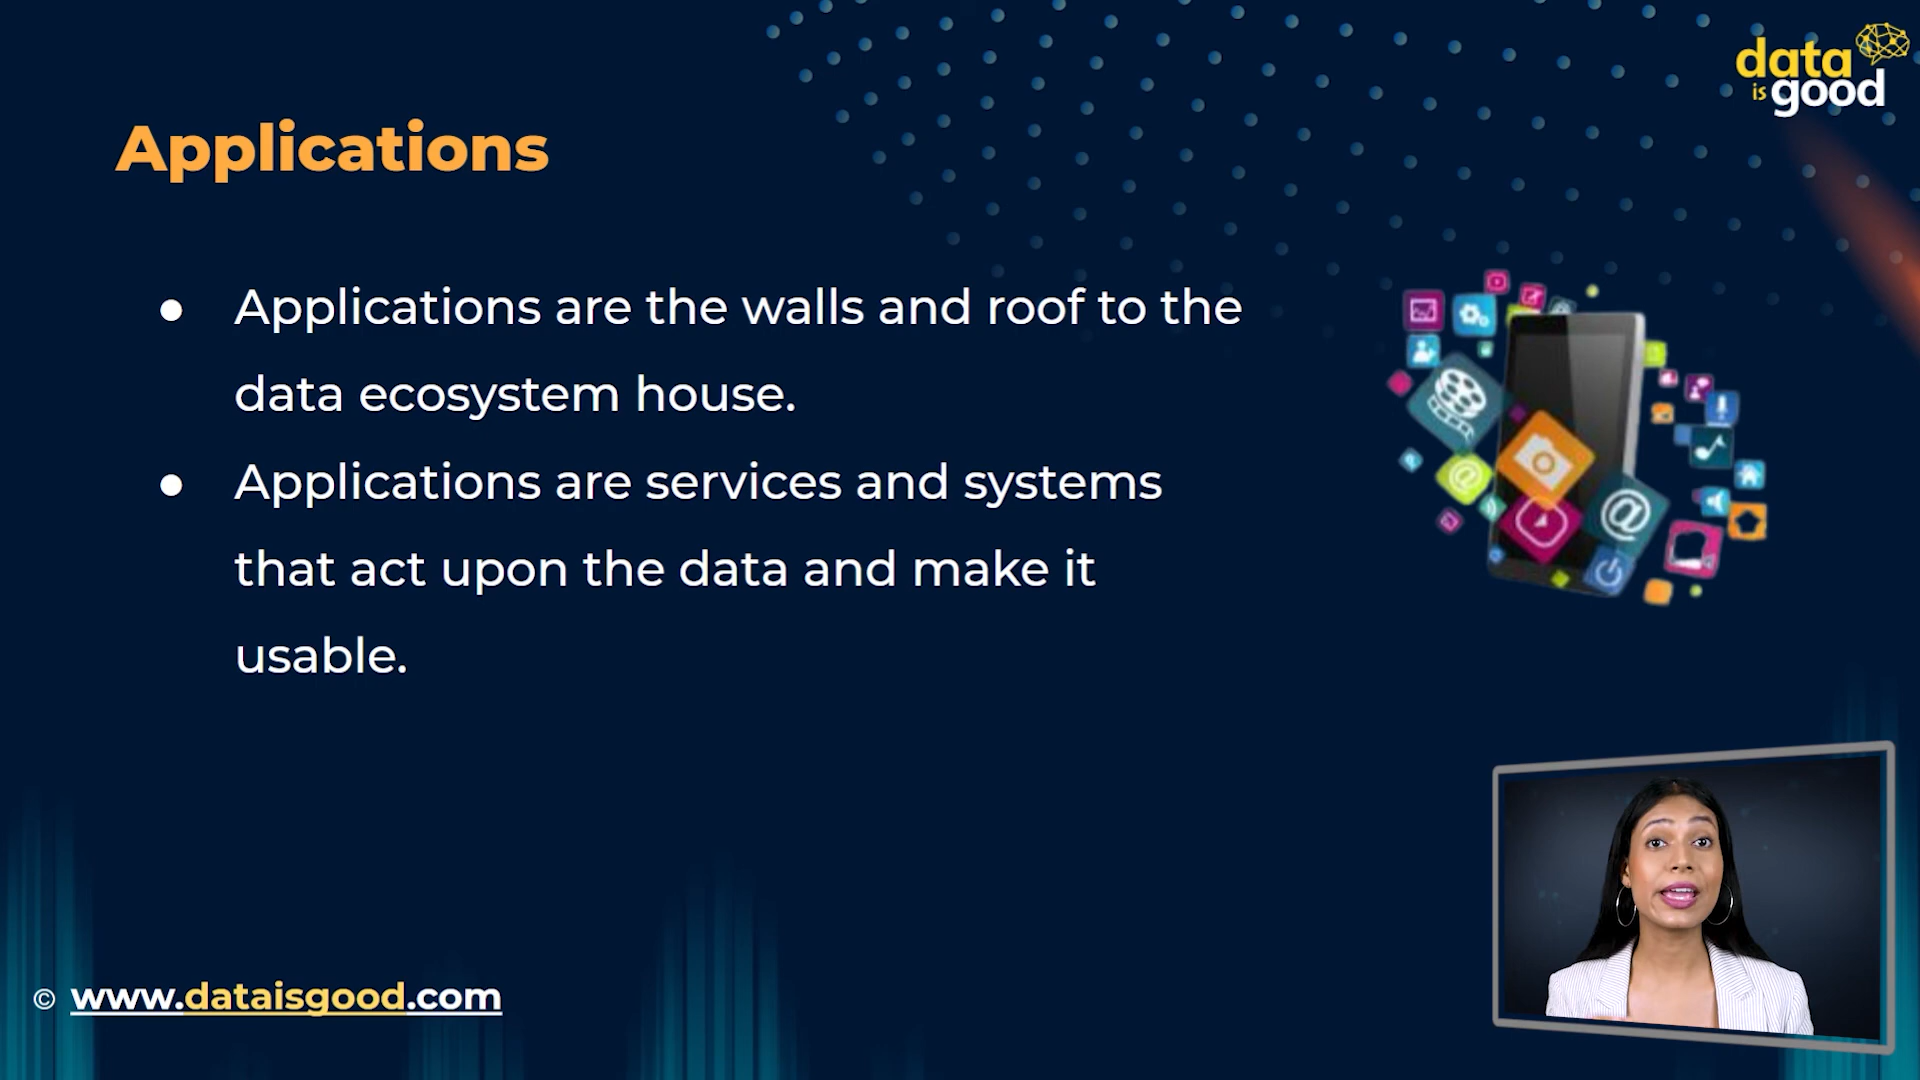 data
is good
Applications
● Applications are the walls and roof to the
data ecosystem house.
● Applications are services and systems
that act upon the data and make it
usable.
© www.dataisgood.com